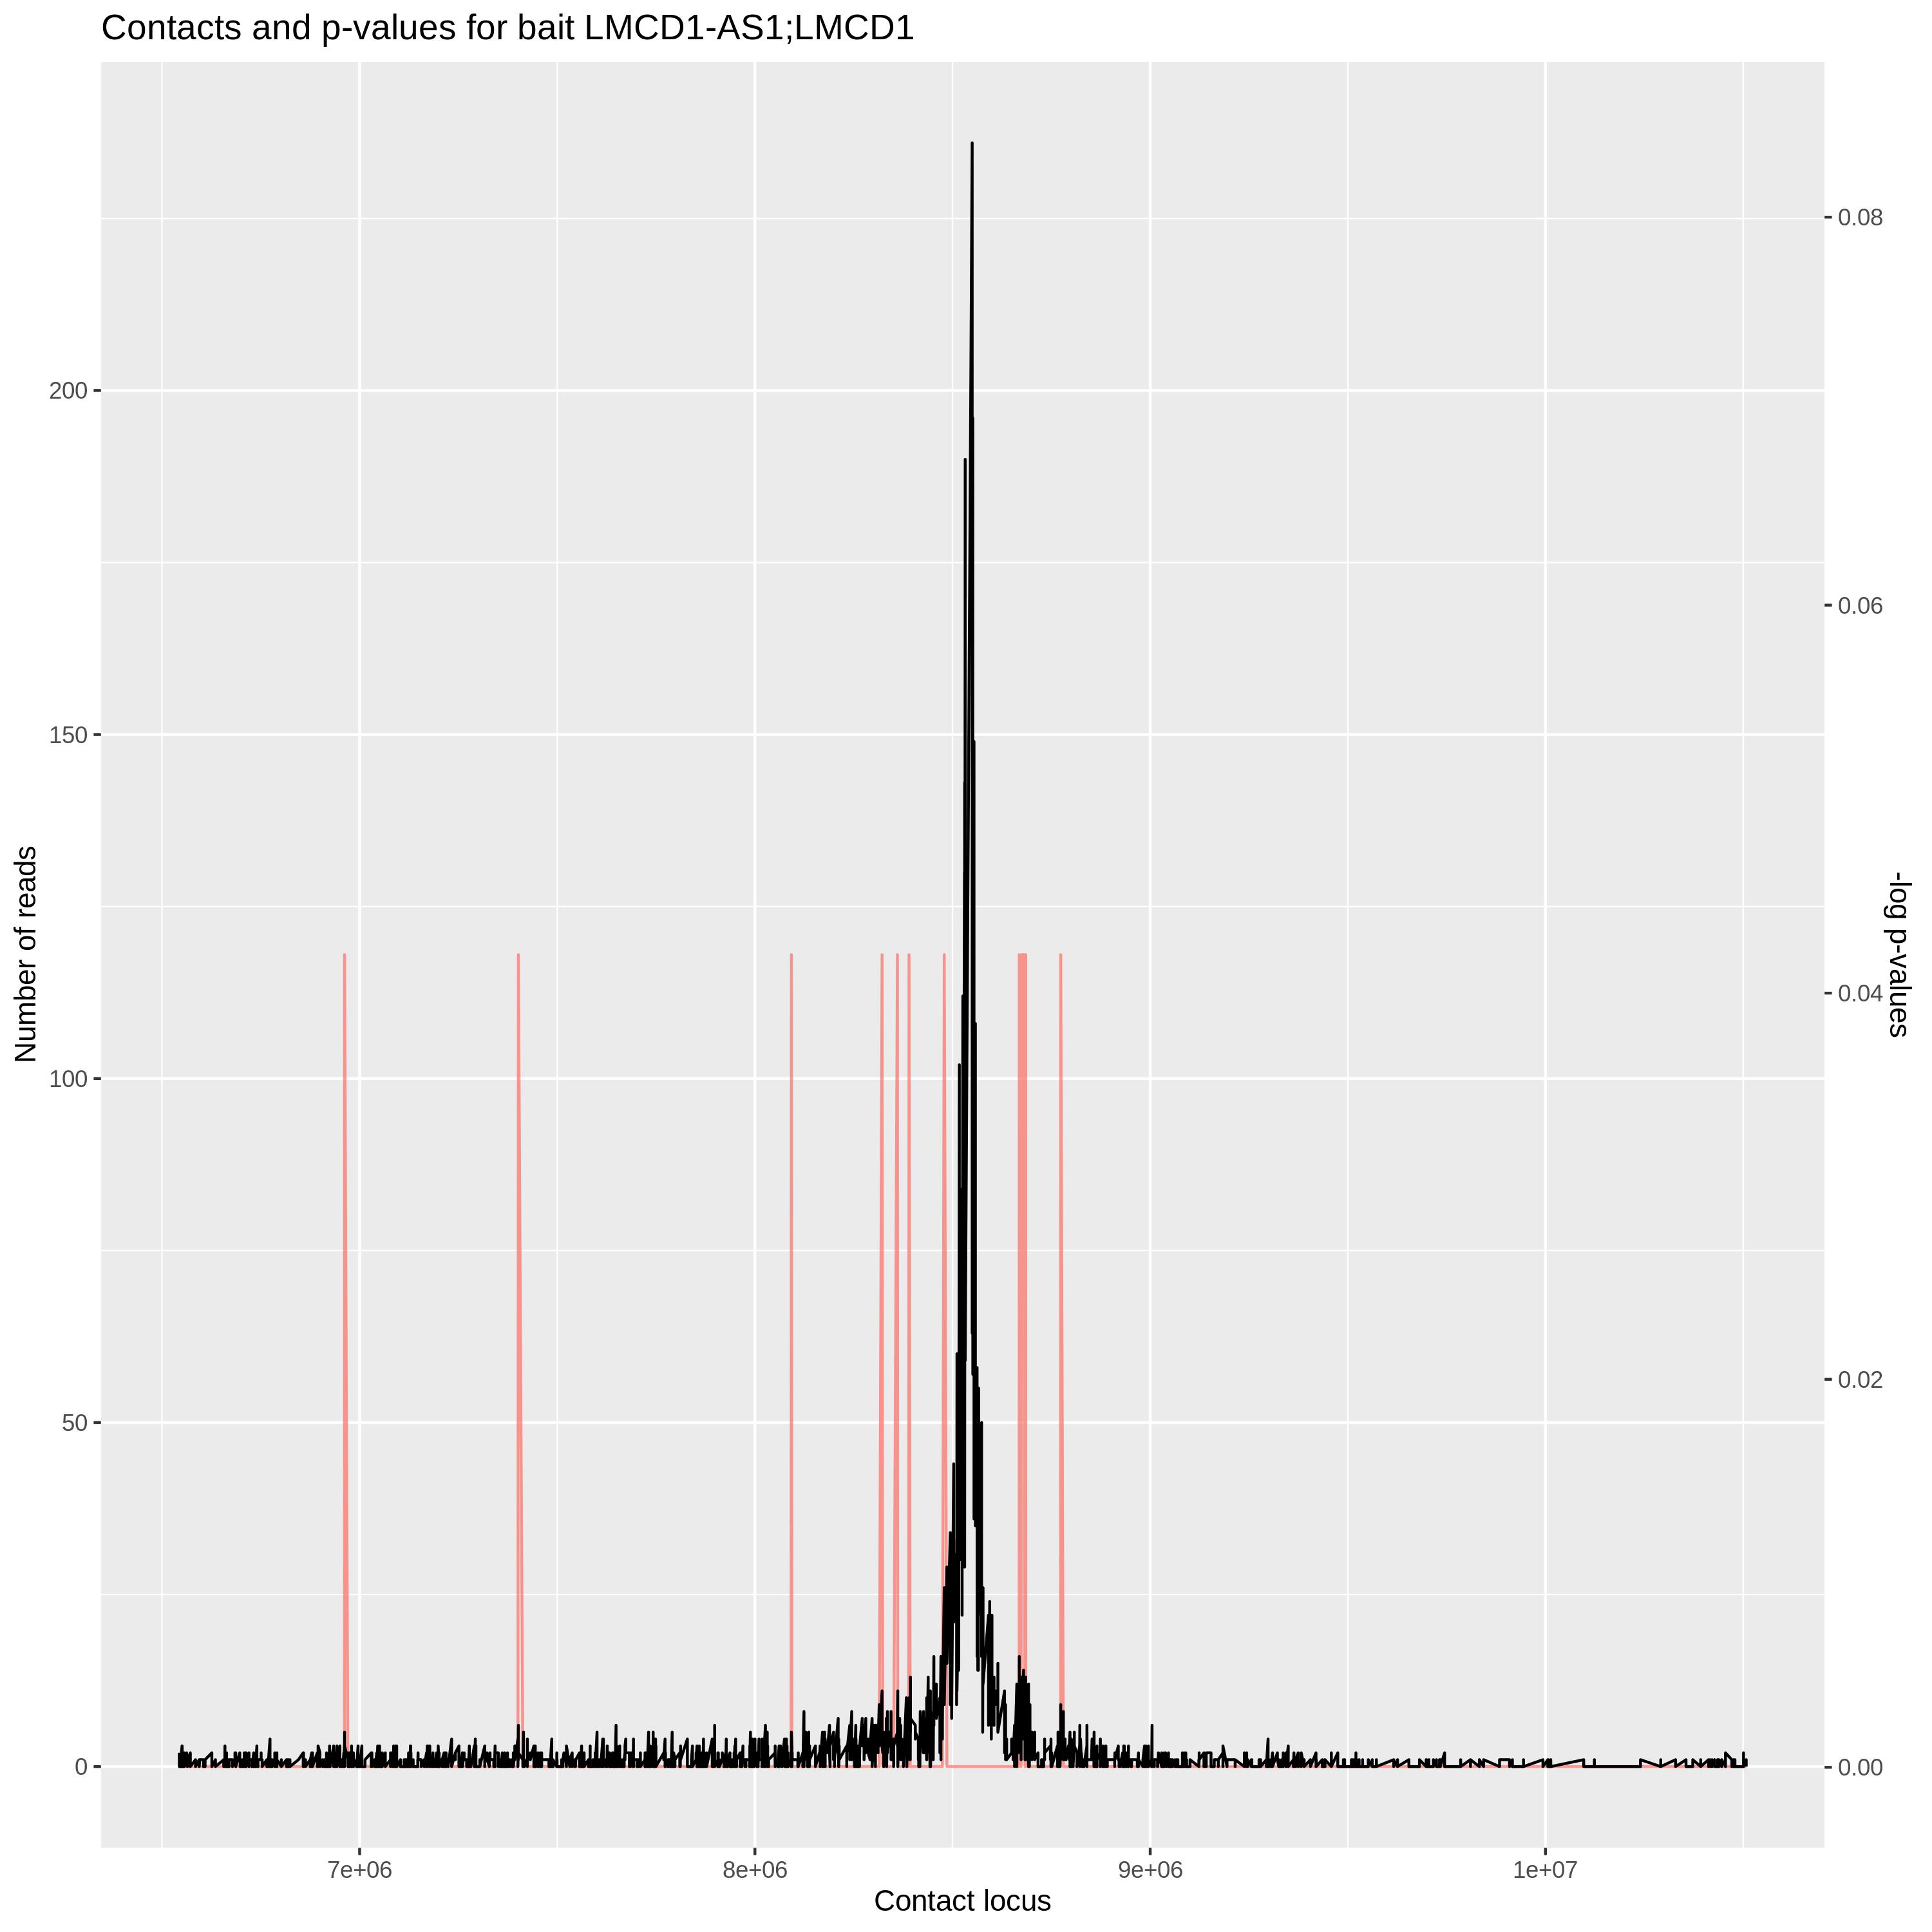 Contacts and p-values for bait LMCD1-AS1;LMCD1
200
150
100
50
0
Number of reads
0.08
0.06
0.04
0.02
0.00
-log p-values
7e+06
8e+06
9e+06
1e+07
Contact locus